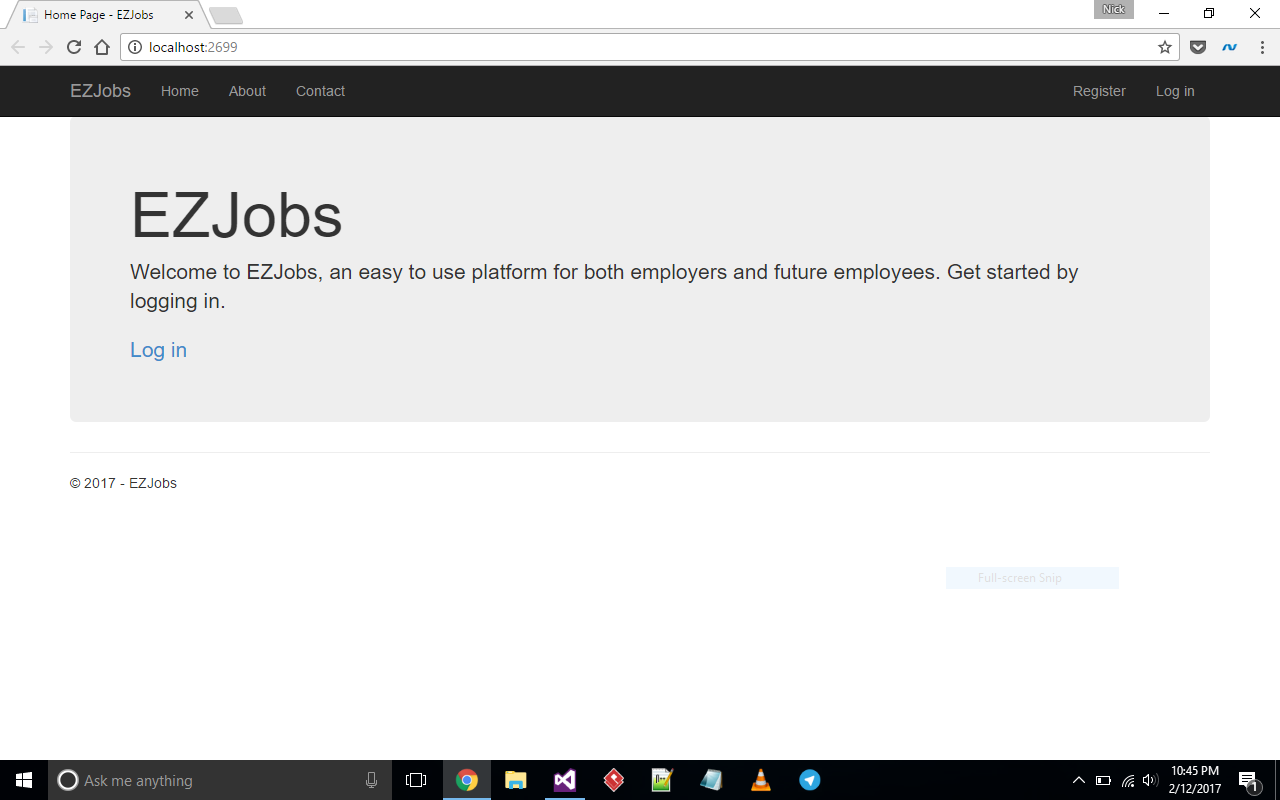 Home Page - EZJobs
Nick
localhost:2699
EZJobs Home About Contact Register Log in
EZJobs
Welcome to EZJobs, an easy to use platform for both employers and future employees. Get started by
logging in.
Log in
© 2017 - EZJobs
Full-screen Snip
Ask me anything
10:45 PM
2/12/2017
1